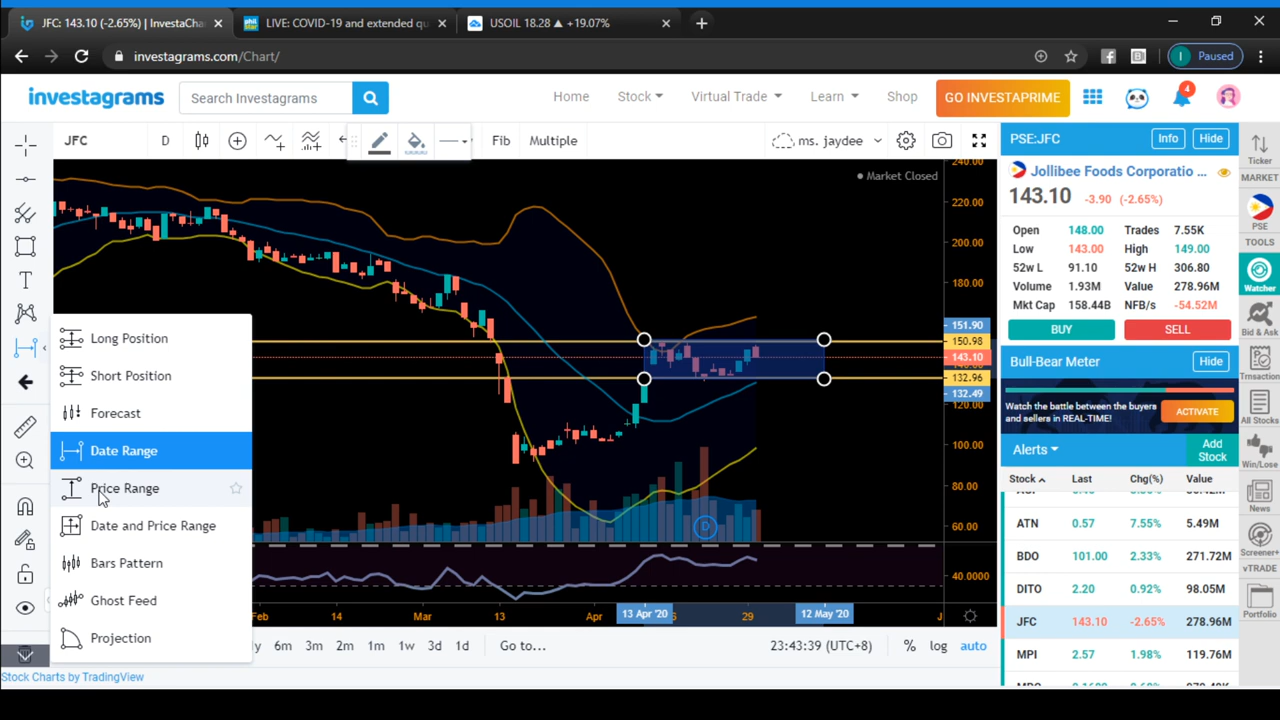 JFC: 143.10 (-2.65%) | InvestaCha
LIVE: COVID-19 and extended qu
USOIL 18.28 ▲ +19.07%
investagrams.com/Chart/
Paused
investagrams
Search Investagrams
Home
Stock
Virtual Trade
Learn
Shop
GO INVESTAPRIME
4
JFC
D
Fib
Multiple
ms. jaydee
Market Closed
240.00
220.00
200.00
180.00
151.90
150.98
143.10
132.96
132.49
120.00
100.00
80.00
60.00
40.0000
D
Long Position
Short Position
Forecast
Date Range
Price Range
Date and Price Range
Bars Pattern
Ghost Feed
Projection
Feb
14
Mar
13
Apr
13 Apr '20
29
12 May '20
y 6m 3m 2m 1m 1w 3d 1d
Go to...
23:43:39 (UTC+8)
% log auto
Stock Charts by TradingView
PSE:JFC
Info
Hide
Jollibee Foods Corporatio ...
143.10 -3.90 (-2.65%)
Open 148.00 Trades 7.55K
Low 143.00 High 149.00
52w L 91.10 52w H 306.80
Volume 1.93M Value 278.96M
Mkt Cap 158.44B NFB/s -54.52M
BUY
SELL
Bull-Bear Meter
Hide
Watch the battle between the buyers
and sellers in REAL-TIME!
ACTIVATE
Alerts
Add
Stock
Stock Last Chg(%) Value
ATN 0.57 7.55% 5.49M
BDO 101.00 2.33% 271.72M
DITO 2.20 0.92% 98.05M
JFC 143.10 -2.65% 278.96M
MPI 2.57 1.98% 119.76M
Ticker
MARKET
PSE
TOOLS
Watcher
Bid & Ask
Trnsaction
All Stocks
Win/Lose
News
Screener+
vTRADE
Portfolio